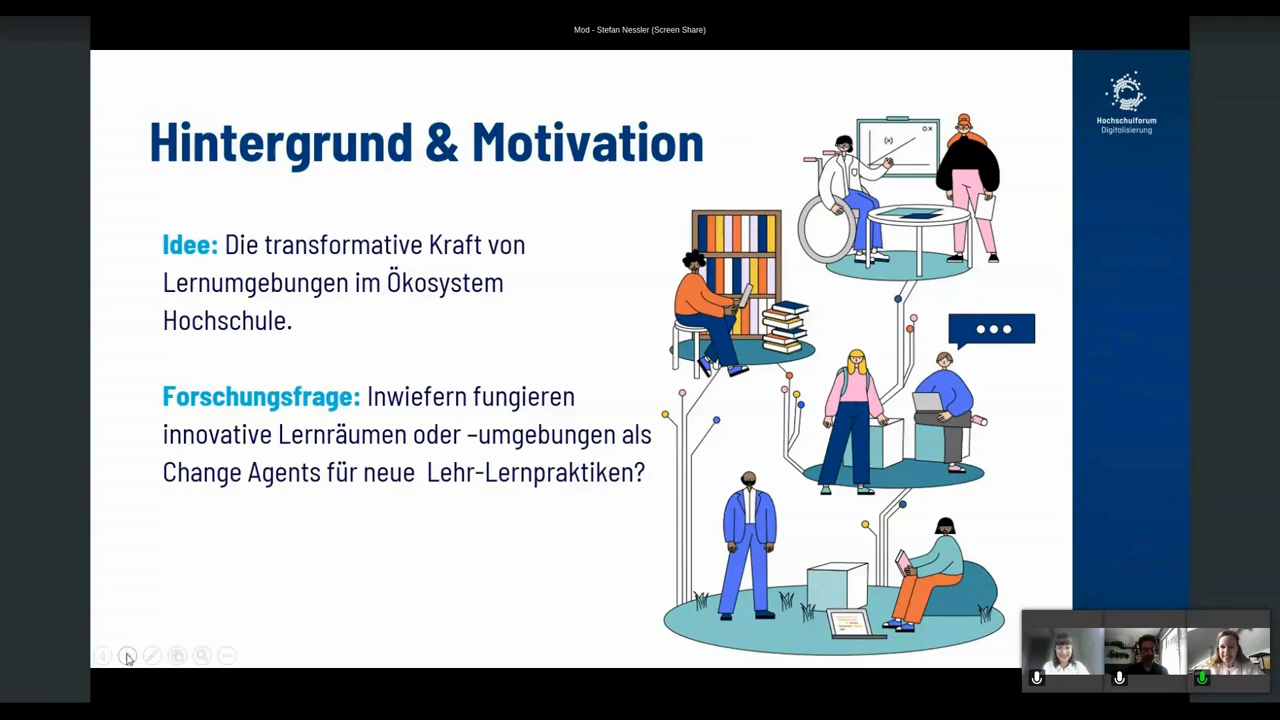 Mod - Stefan Nessler (Screen Share)
Hintergrund & Motivation
Idee: Die transformative Kraft von
Lernumgebungen im Ökosystem
Hochschule.
Forschungsfrage: Inwiefern fungieren
innovative Lernräumen oder –umgebungen als
Change Agents für neue  Lehr-Lernpraktiken?
Hochschulforum
Digitalisierung